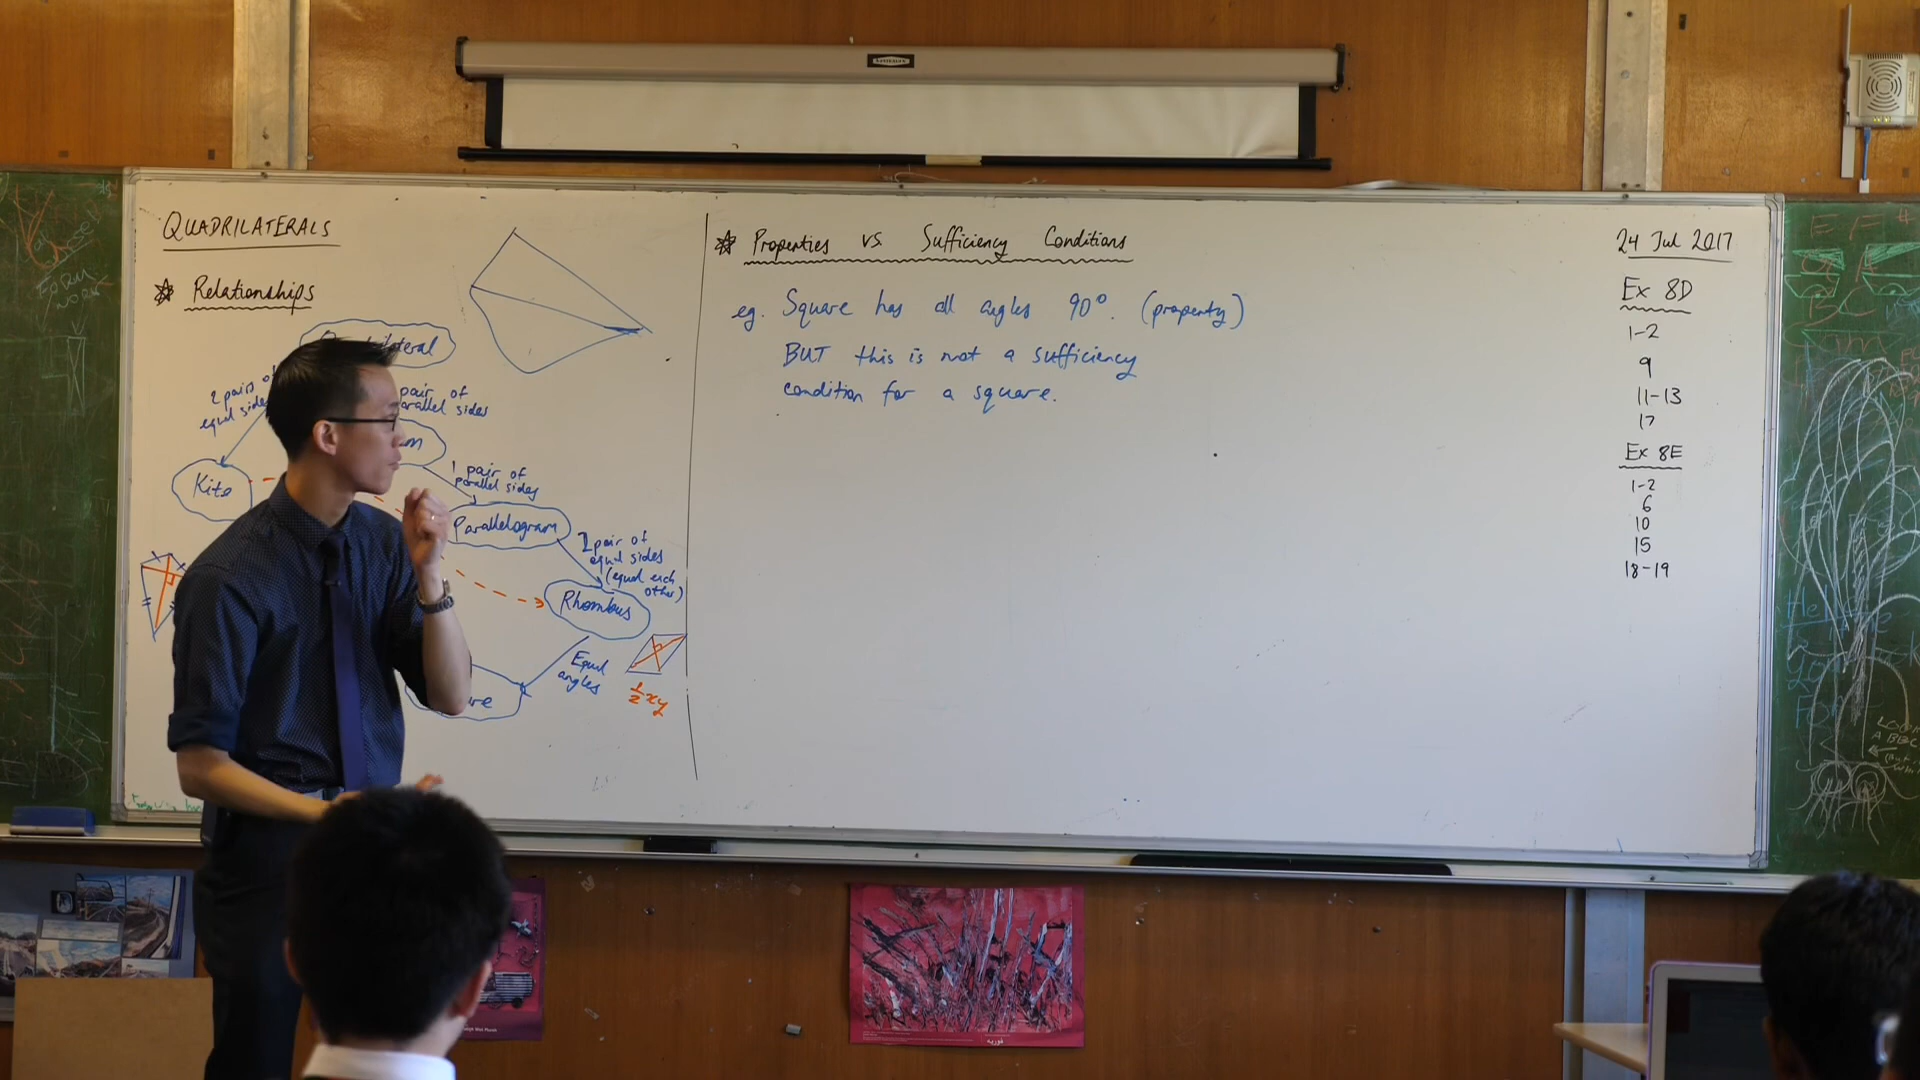 QUADRILATERALS
Relationships
2 pairs of
equal sides
pair of
parallel sides
Kite
1 pair of
parallel sides
Parallelogram
pair of
equal sides
(equal each
other)
Rhombus
Equal
angles
1/2 xy
Properties vs. Sufficiency Conditions
eg. Square has all angles 90°. (property)
BUT this is not a sufficiency
condition for a square.
24 Jul 2017
Ex 8D
1-2
9
11-13
17
Ex 8E
1-2
6
10
15
18-19